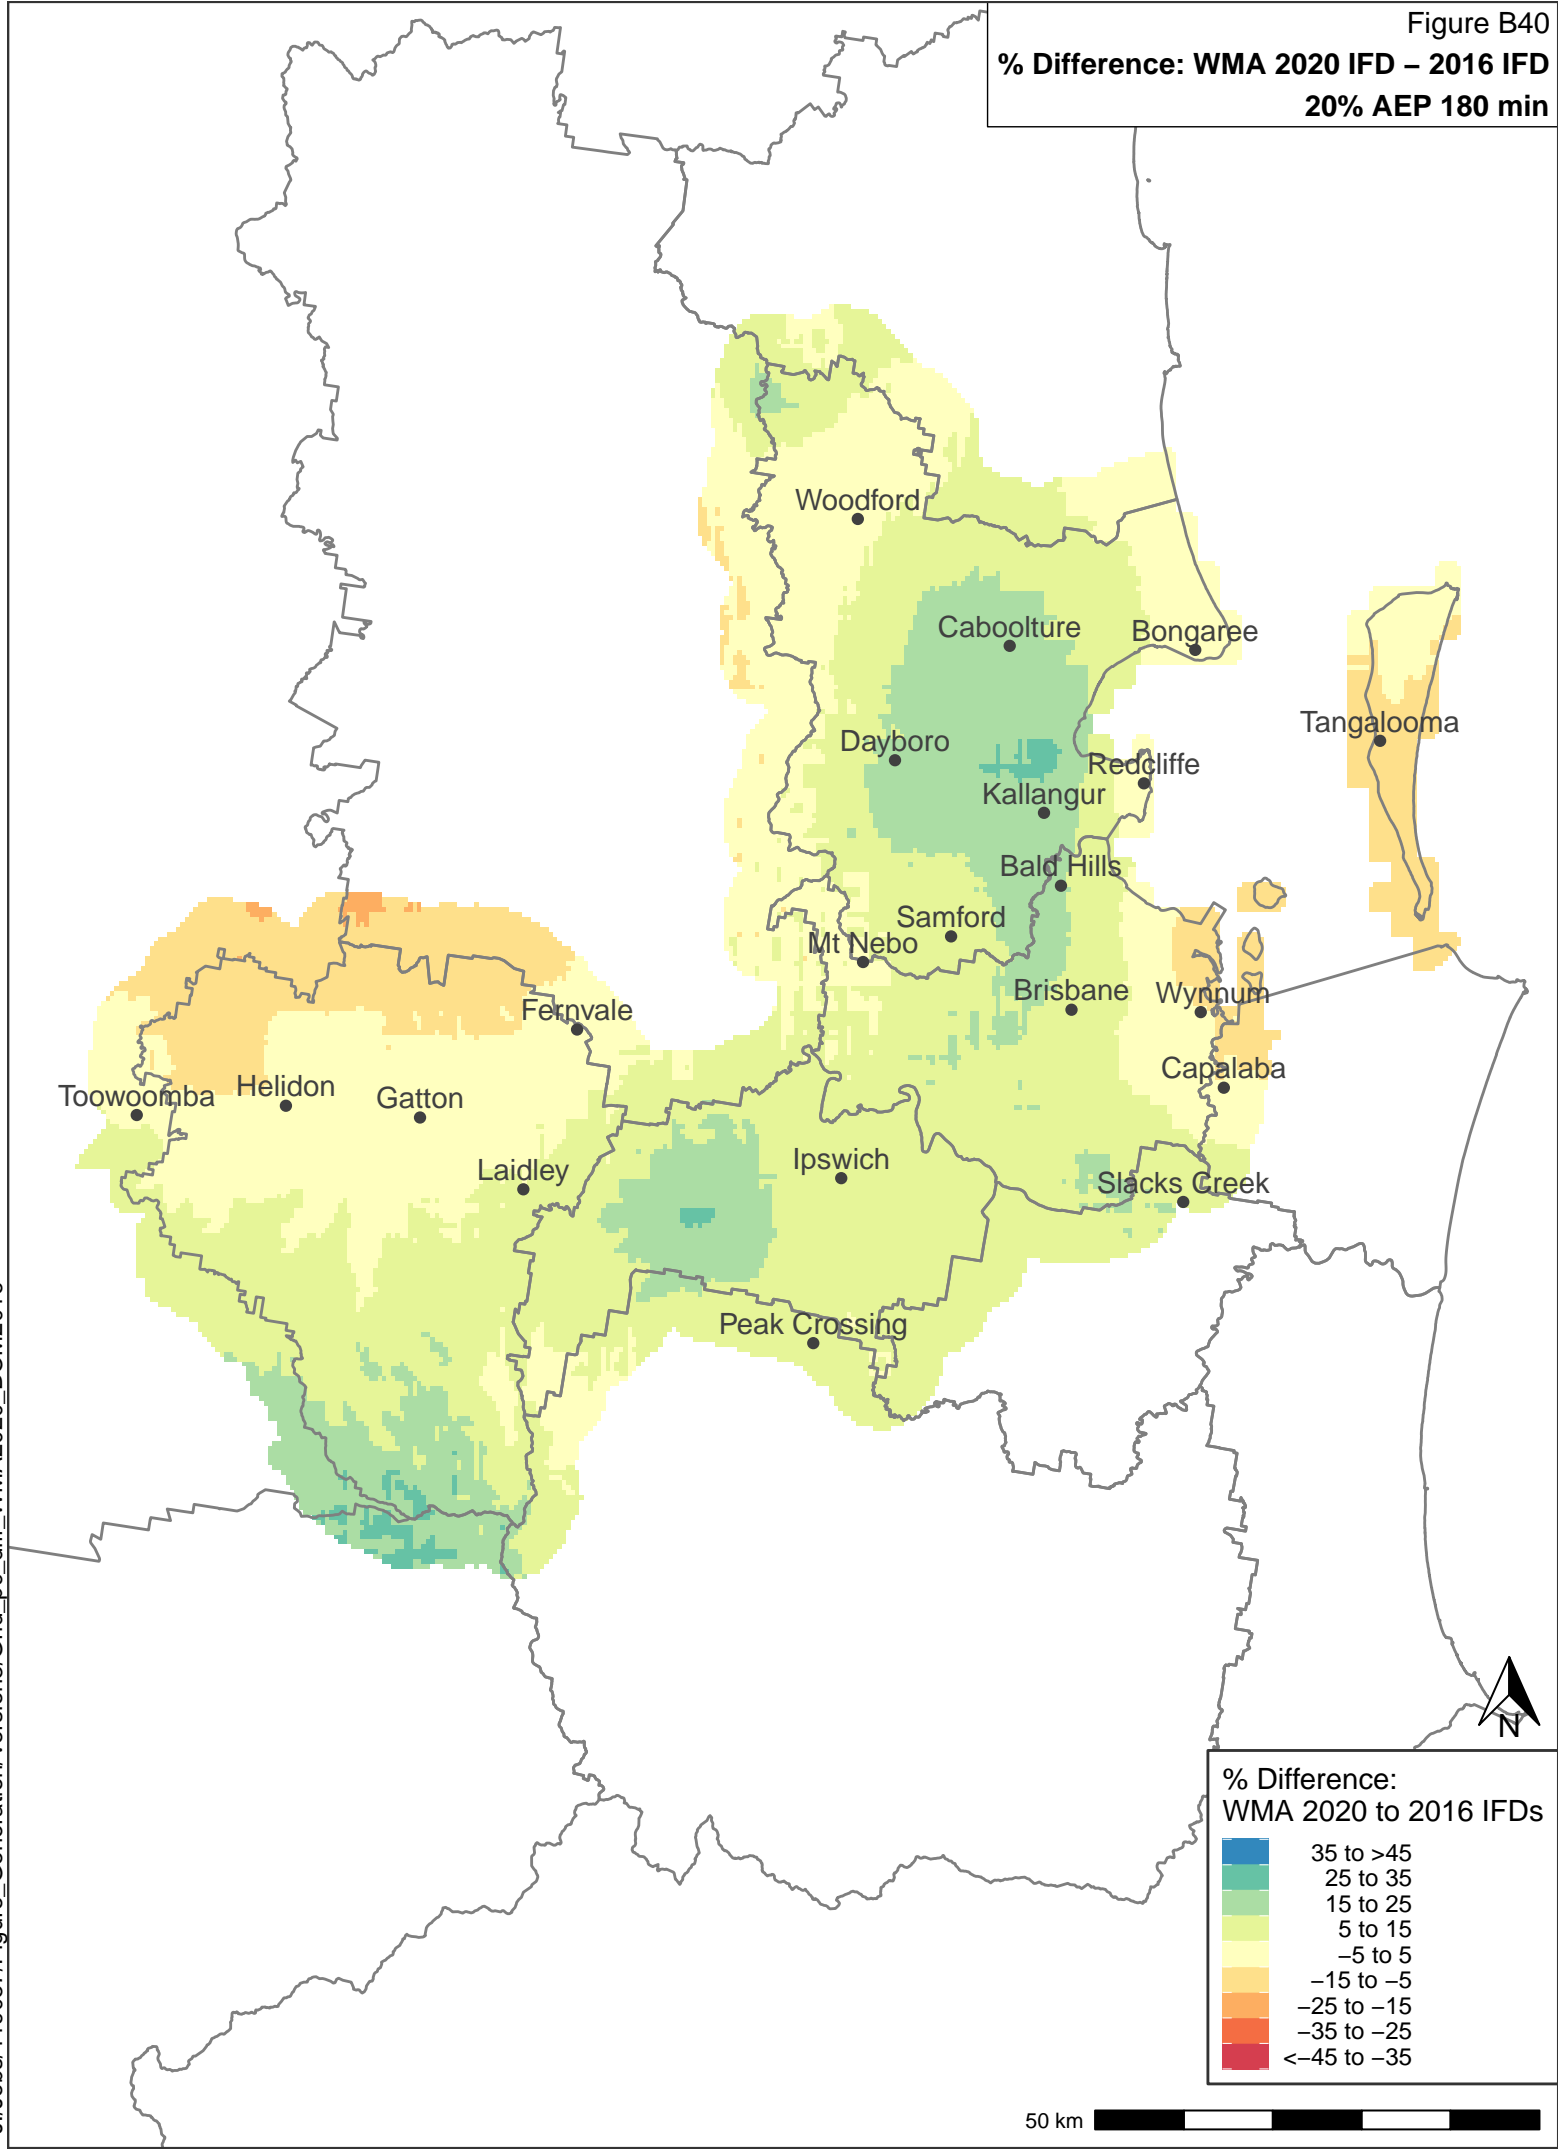 Figure B40
% Difference: WMA 2020 IFD – 2016 IFD
20% AEP 180 min
Woodford
Caboolture
Bongaree
Tangalooma
Dayboro
Redcliffe
Kallangur
Bald Hills
Samford
Mt Nebo
Brisbane
Wynnum
Fernvale
Capalaba
Toowoomba
Helidon
Gatton
Ipswich
Laidley
Slacks Creek
Peak Crossing
N
% Difference:
WMA 2020 to 2016 IFDs
35 to >45
25 to 35
15 to 25
5 to 15
−5 to 5
−15 to −5
−25 to −15
−35 to −25
<−45 to −35
50 km